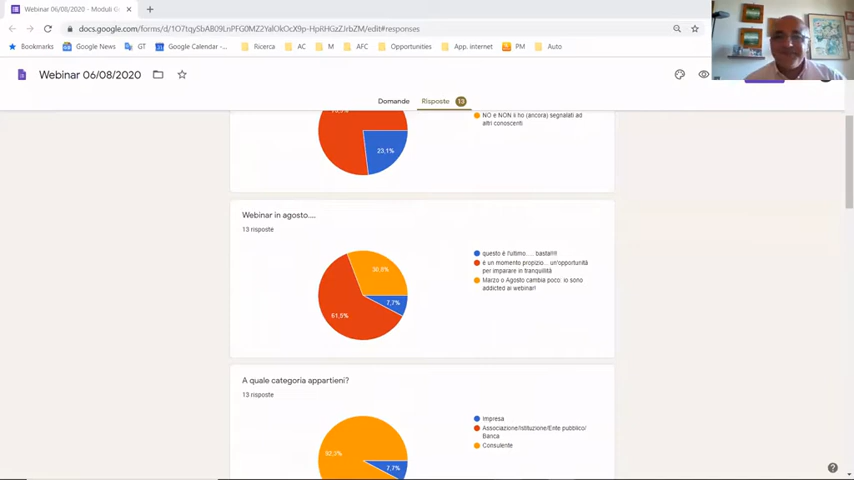 Webinar 06/08/2020 - Moduli G
docs.google.com/forms/d/1O7tqySbAB09LnPFG0MZ2YalOkOcX9p-HpRHGzZJrbZM/edit#responses
Bookmarks Google News GT Google Calendar -... Ricerca AC M AFC Opportunities App. internet PM Auto
Webinar 06/08/2020
Domande Risposte 13
NO e NON li ho (ancora) segnalati ad
altri conoscenti
23,1%
Webinar in agosto....
13 risposte
questo è l'ultimo..... basta!!!!
è un momento propizio... un'opportunità
per imparare in tranquillità
Marzo o Agosto cambia poco: io sono
addicted ai webinar!
30,8%
7,7%
61,5%
A quale categoria appartieni?
13 risposte
Impresa
Associazione/Istituzione/Ente pubblico/
Banca
Consulente
92,3%
7,7%